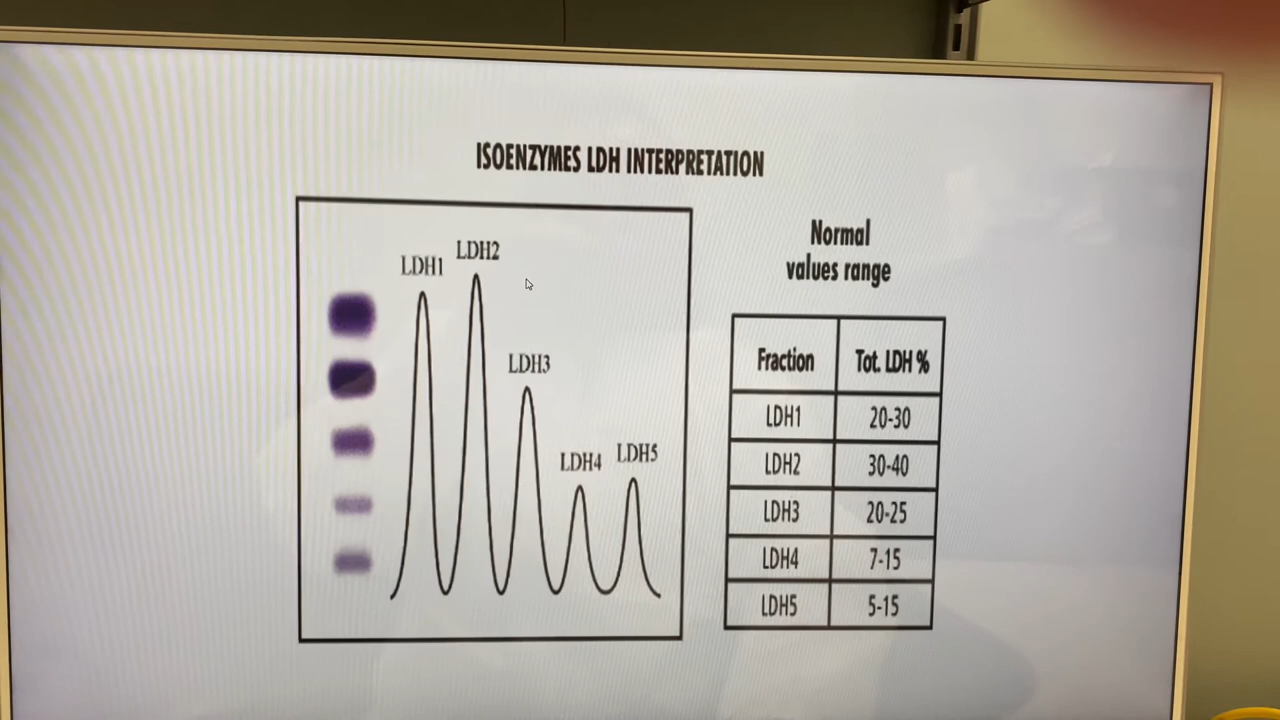 ISOENZYMES LDH INTERPRETATION
LDH1
LDH2
LDH3
LDH4
LDH5
Normal
values range
Fraction Tot. LDH %
LDH1 20-30
LDH2 30-40
LDH3 20-25
LDH4 7-15
LDH5 5-15